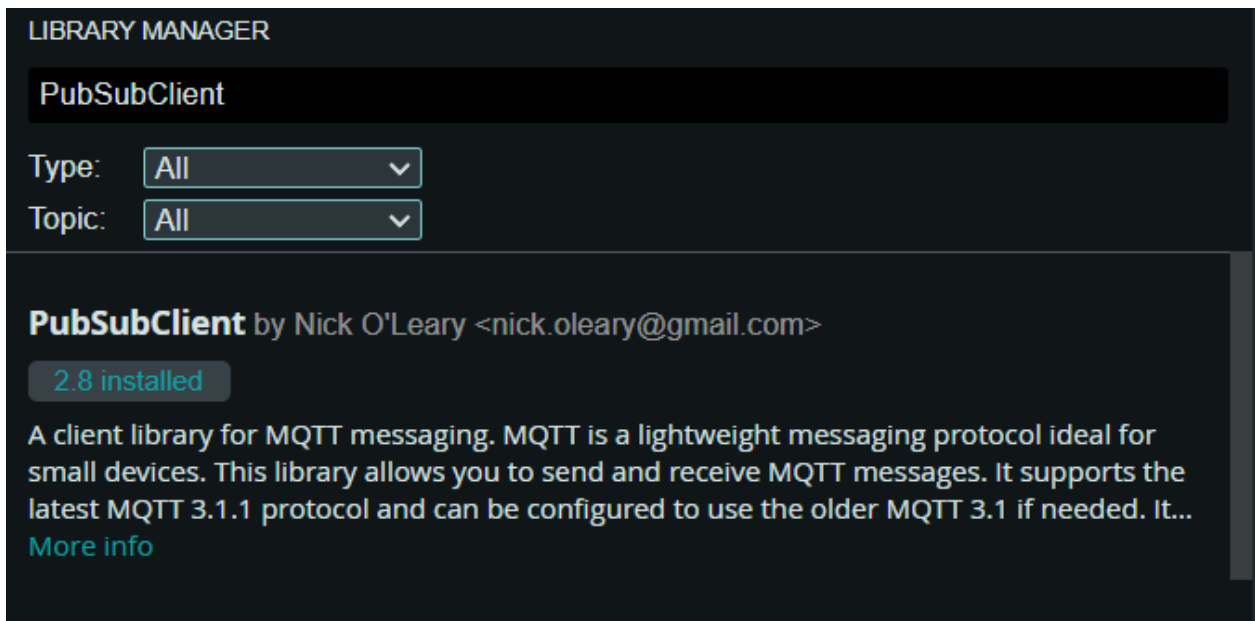 LIBRARY MANAGER
PubSubClient
Type: All
Topic: All
PubSubClient by Nick O'Leary <nick.oleary@gmail.com>
2.8 installed
A client library for MQTT messaging. MQTT is a lightweight messaging protocol ideal for
small devices. This library allows you to send and receive MQTT messages. It supports the
latest MQTT 3.1.1 protocol and can be configured to use the older MQTT 3.1 if needed. It...
More info